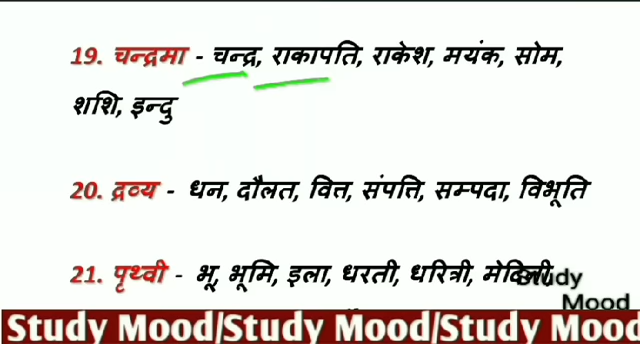 19. चन्द्रमा - चन्द्र, राकापति, राकेश, मयंक, सोम,
शशि, इन्दु
20. द्रव्य - धन, दौलत, वित्त, संपत्ति, सम्पदा, विभूति
21. पृथ्वी - भू, भूमि, इला, धरती, धरित्री, मेदिनी,
Study
Mood
Study Mood/Study Mood/Study Mood